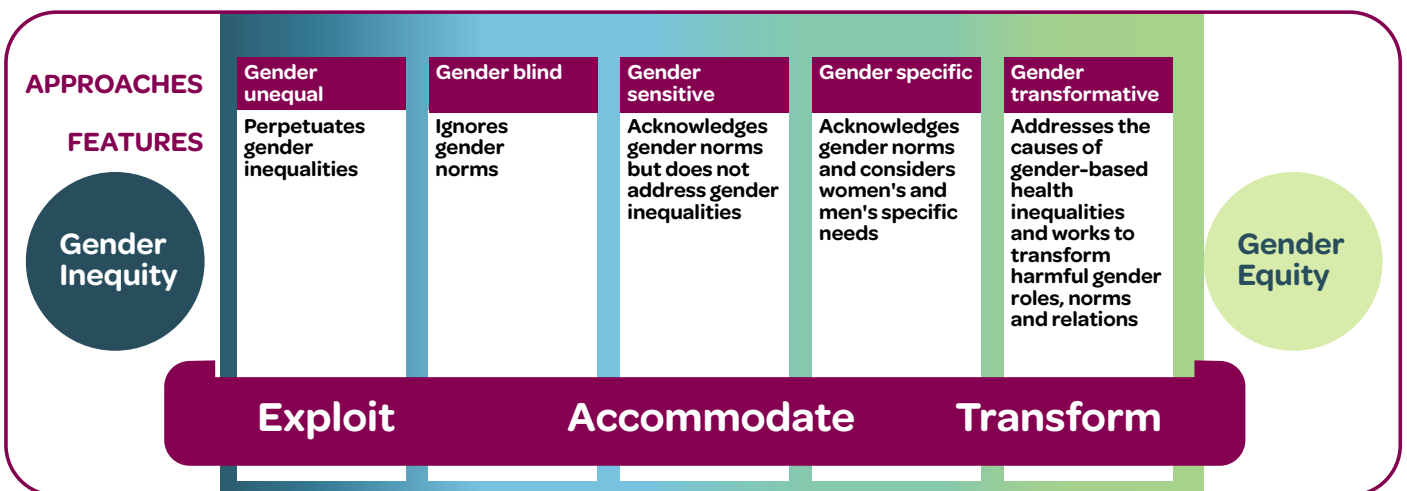 APPROACHES
Gender
unequal
Gender blind
Gender
sensitive
Gender specific
Gender
transformative
FEATURES
Perpetuates
gender
inequalities
Ignores
gender
norms
Acknowledges
gender norms
but does not
address gender
inequalities
Acknowledges
gender norms
and considers
women's and
men's specific
needs
Addresses the
causes of
gender-based
health
inequalities
and works to
transform
harmful gender
roles, norms
and relations
Gender
Inequity
Gender
Equity
Exploit
Accommodate
Transform